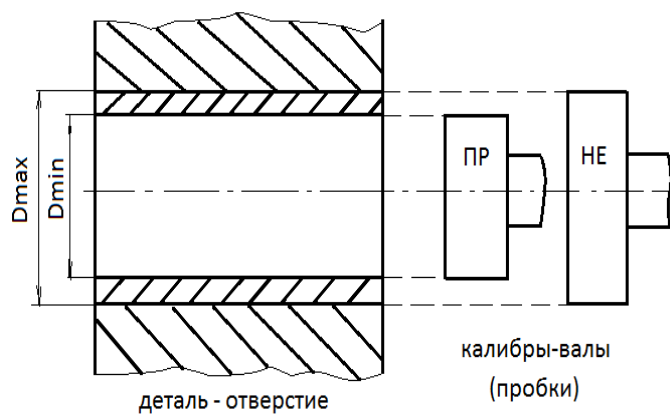 Dmax
Dmin
ПР
НЕ
калибры-валы
(пробки)
деталь - отверстие